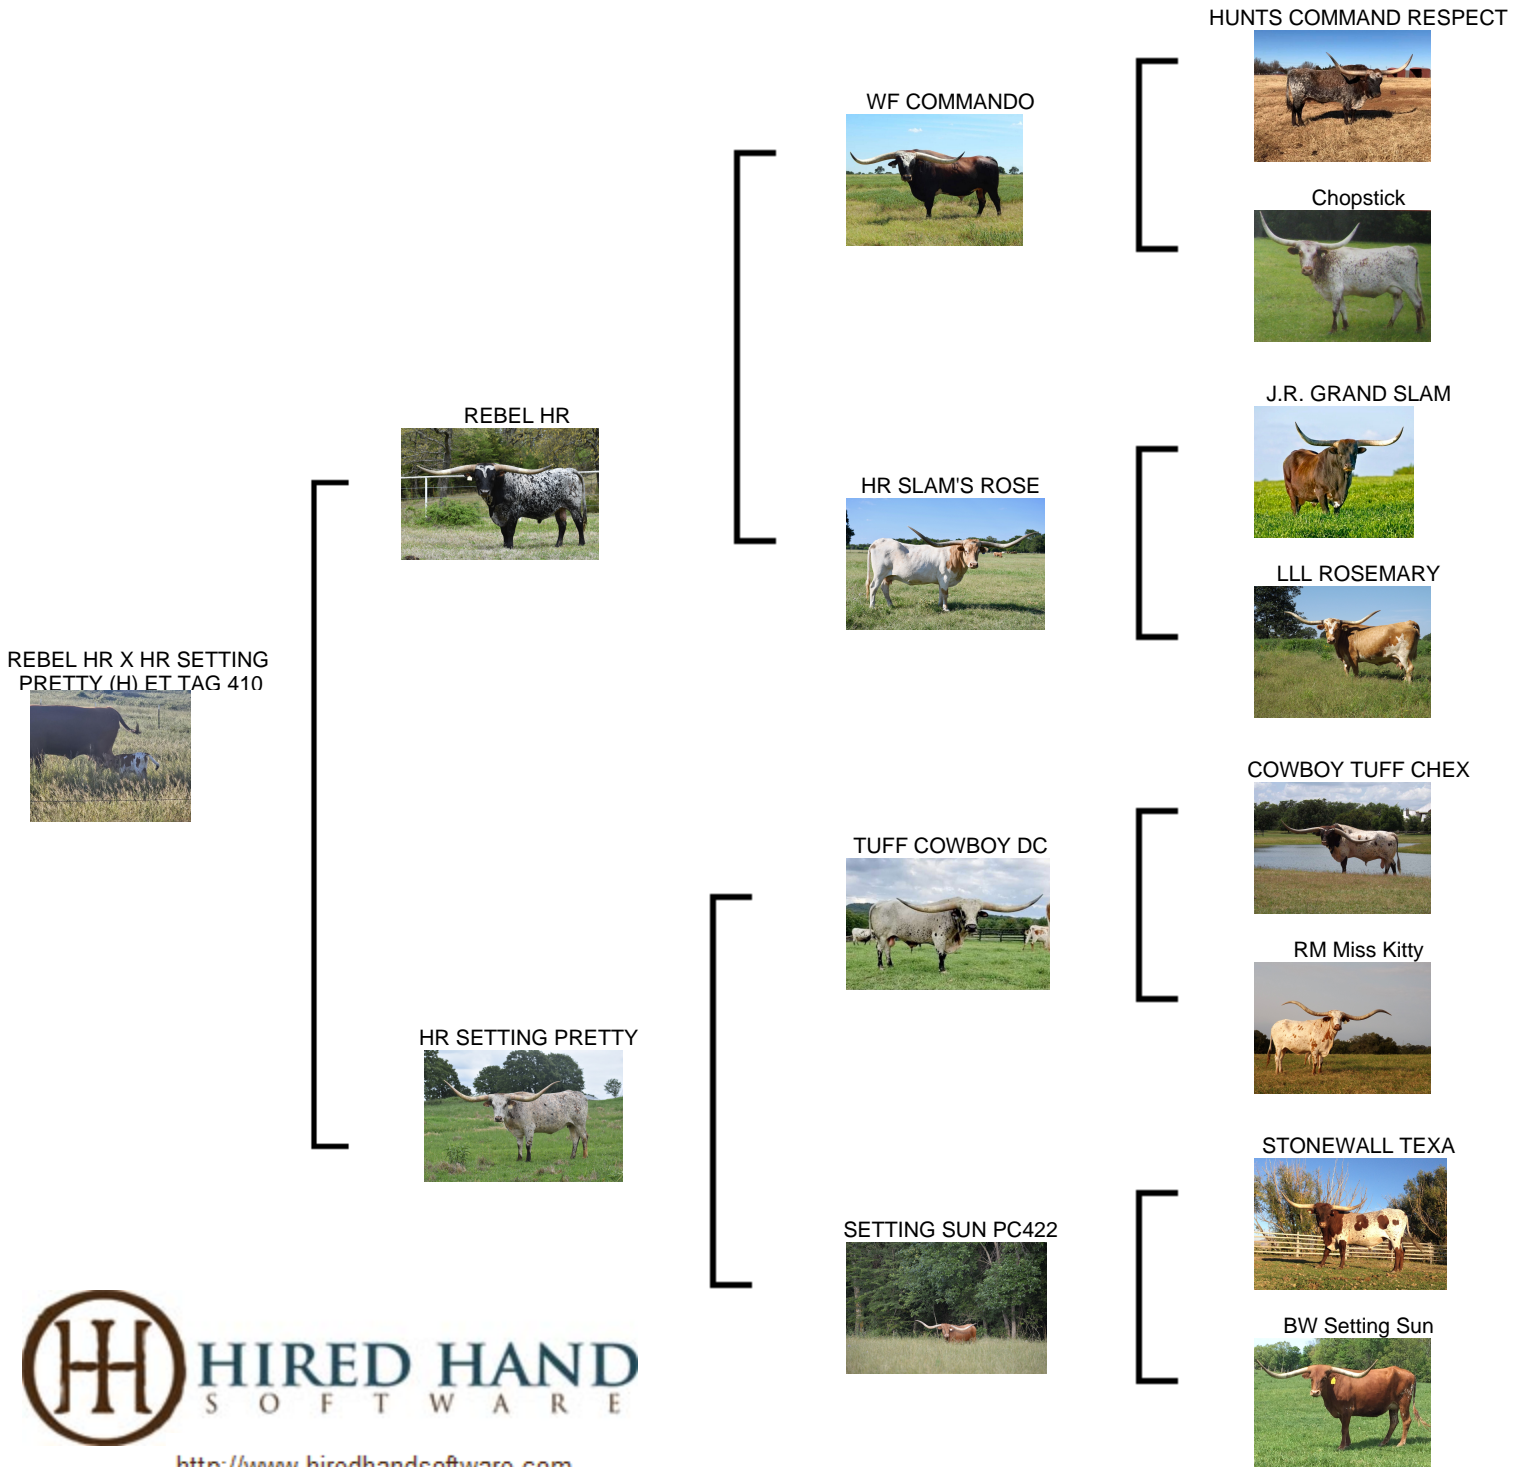 HUNTS COMMAND RESPECT
WF COMMANDO
Chopstick
J.R. GRAND SLAM
REBEL HR
HR SLAM'S ROSE
LLL ROSEMARY
REBEL HR X HR SETTING
PRETTY (H) ET TAG 410
COWBOY TUFF CHEX
TUFF COWBOY DC
RM Miss Kitty
HR SETTING PRETTY
STONEWALL TEXA
SETTING SUN PC422
BW Setting Sun
HIRED HAND
SOFTWARE
http://www.hiredhandsoftware.com